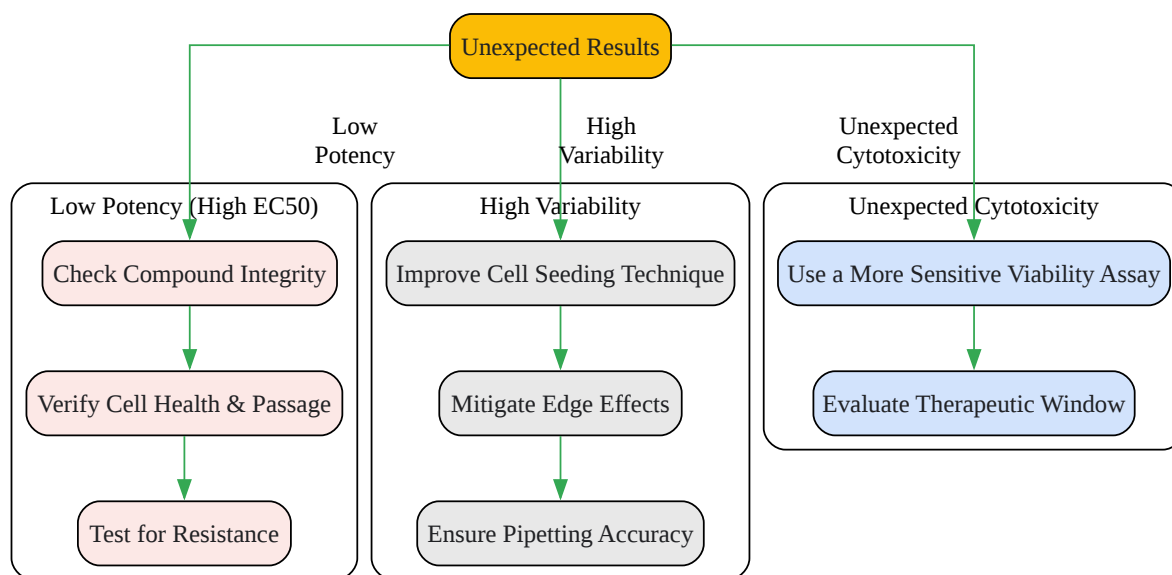 Unexpected Results
Low
Potency
High
Variability
Unexpected
Cytotoxicity
Low Potency (High EC50)
High Variability
Unexpected Cytotoxicity
Check Compound Integrity
Improve Cell Seeding Technique
Use a More Sensitive Viability Assay
Verify Cell Health & Passage
Mitigate Edge Effects
Evaluate Therapeutic Window
Test for Resistance
Ensure Pipetting Accuracy